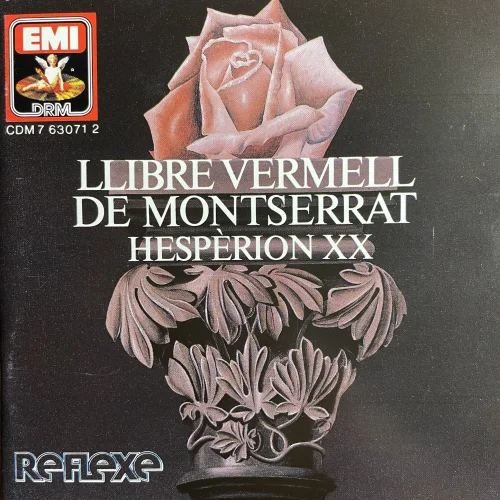 EMI
DRM
CDM 7 63071 2
LLIBRE VERMELL
DE MONTSERRAT
HESPÈRION XX
REFLEXE